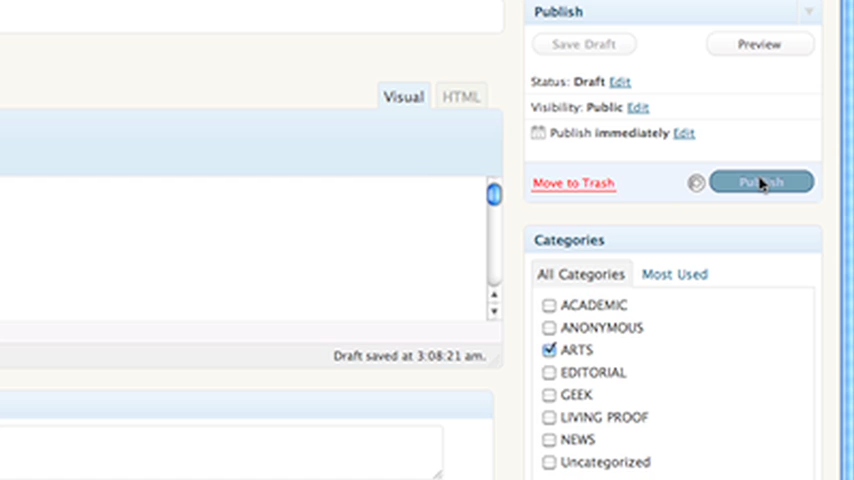 Publish
Save Draft
Preview
Status: Draft Edit
Visual
HTML
Visibility: Public Edit
Publish immediately Edit
Move to Trash
Publish
Categories
All Categories
Most Used
ACADEMIC
ANONYMOUS
ARTS
Draft saved at 3:08:21 am.
EDITORIAL
GEEK
LIVING PROOF
NEWS
Uncategorized